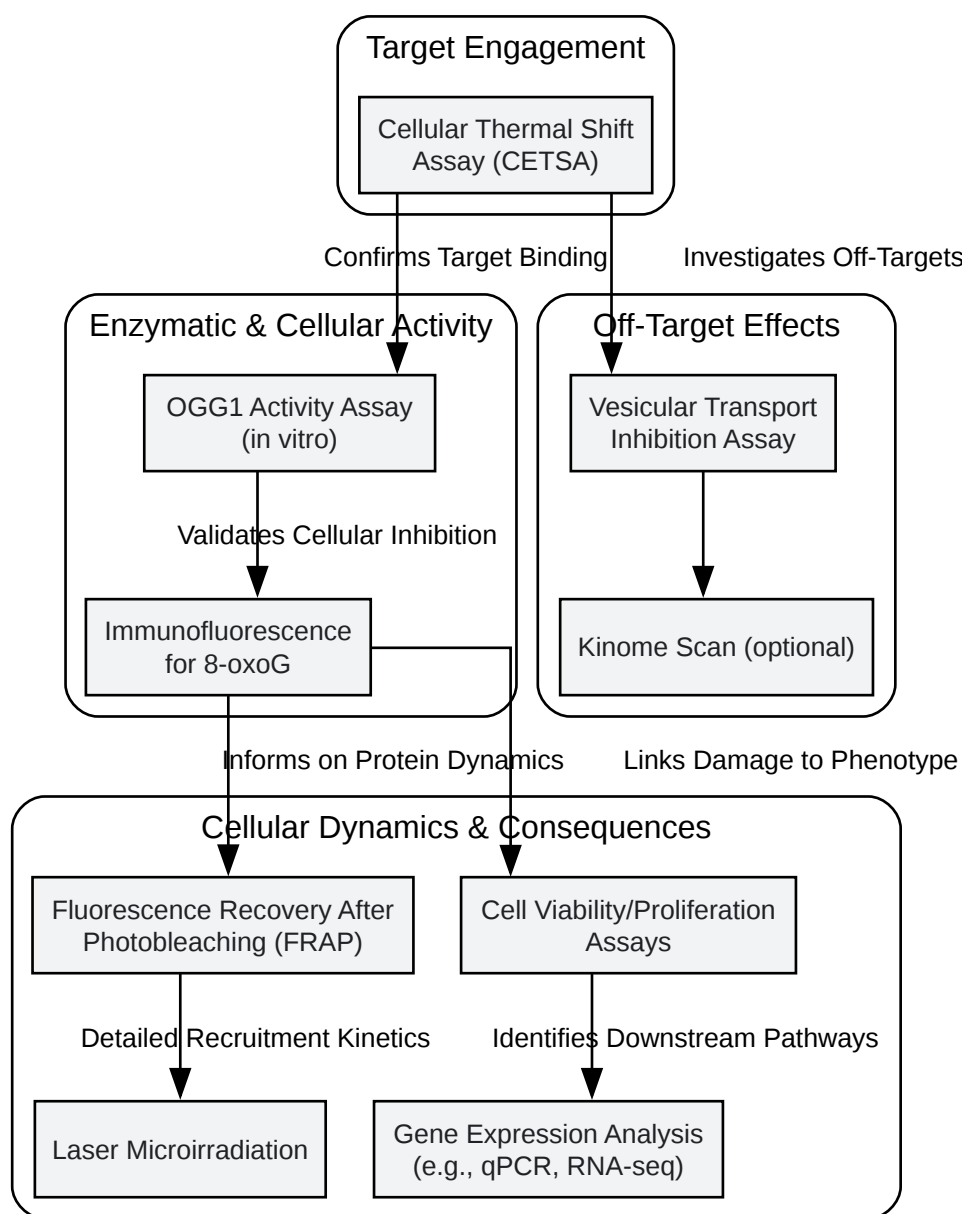 Target Engagement
Cellular Thermal Shift
Assay (CETSA)
Confirms Target Binding
Investigates Off-Targets
Enzymatic & Cellular Activity
Off-Target Effects
OGG1 Activity Assay
(in vitro)
Vesicular Transport
Inhibition Assay
Validates Cellular Inhibition
Immunofluorescence
for 8-oxoG
Kinome Scan (optional)
Informs on Protein Dynamics
Links Damage to Phenotype
Cellular Dynamics & Consequences
Fluorescence Recovery After
Photobleaching (FRAP)
Cell Viability/Proliferation
Assays
Detailed Recruitment Kinetics
Identifies Downstream Pathways
Laser Microirradiation
Gene Expression Analysis
(e.g., qPCR, RNA-seq)